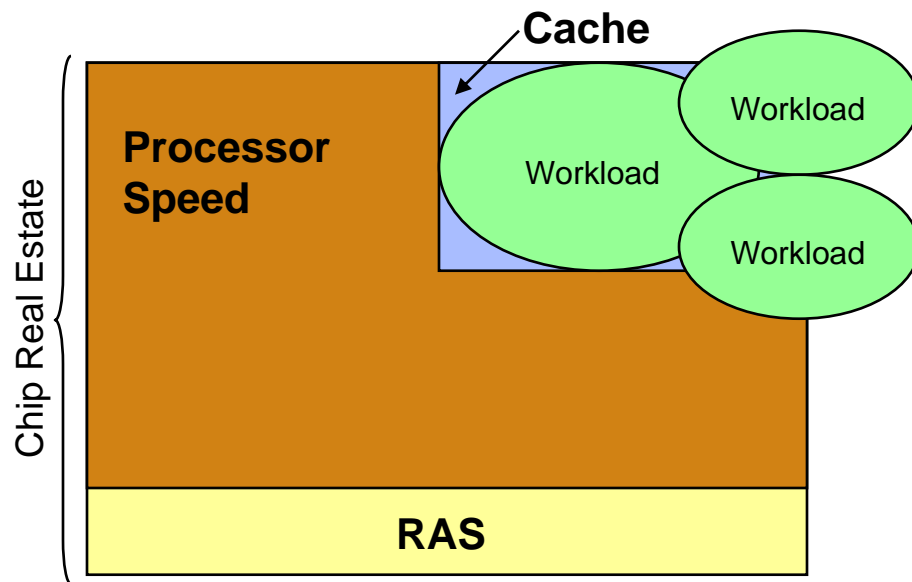 Cache
Workload
Processor
Speed
Workload
Workload
Chip Real Estate
RAS